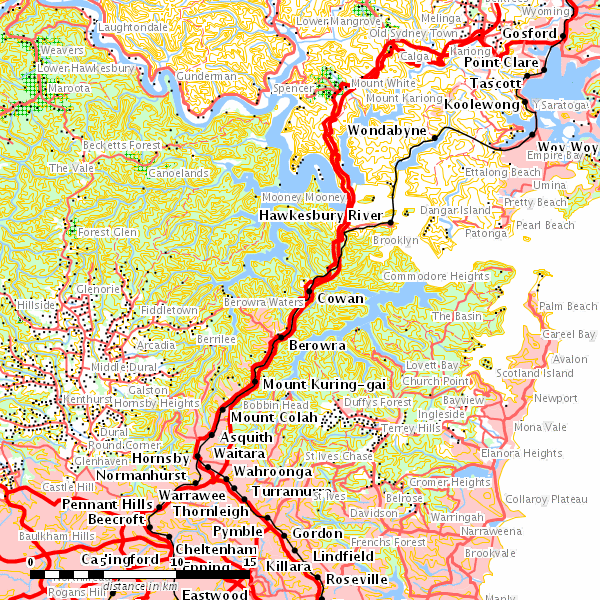 Laughtondale
Lower Mangrove
Melinga
Wyoming
Old Sydney Town
Gosford
Weavers
Kariong
Calga
Point Clare
Lower Hawkesbury
Gunderman
Tascott
Maroota
Spencer
Mount White
Mount Kariong
Koolewong
Saratoga
Wondabyne
Becketts Forest
Woy Woy
Empire Bay
The Vale
Canoelands
Ettalong Beach
Umina
Mooney Mooney
Pretty Beach
Hawkesbury River
Dangar Island
Pearl Beach
Forest Glen
Patonga
Brooklyn
Commodore Heights
Glenorie
Hillside
Berowra Waters
Cowan
Fiddletown
Palm Beach
The Basin
Careel Bay
Arcadia
Berrilee
Berowra
Avalon
Middle Dural
Lovett Bay
Scotland Island
Church Point
Galston
Mount Kuring-gai
Kenthurst
Hornsby Heights
Bobbin Head
Duffys Forest
Bayview
Newport
Mount Colah
Ingleside
Dural
Terrey Hills
Mona Vale
Asquith
Round Corner
Waitara
Elanora Heights
Glenhaven
Hornsby
St Ives Chase
Wahroonga
Normanhurst
Cromer Heights
Castle Hill
Warrawee
Turramurra
St Ives
Belrose
Collaroy Plateau
Pennant Hills
Thornleigh
Davidson
Warringah
Beecroft
Narraweena
Pymble
Gordon
Baulkham Hills
Cheltenham
Frenchs Forest
Brookvale
Lindfield
0 5 10 15
Killara
distance in km
Roseville
Rogans Hill
Eastwood
Manly